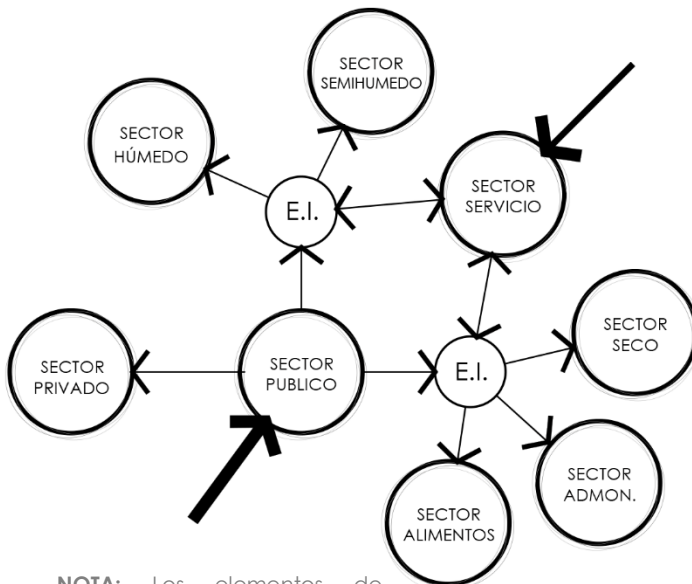 SECTOR
SEMIHUMEDO
SECTOR
HÚMEDO
SECTOR
SERVICIO
E.I.
SECTOR
SECO
SECTOR
PRIVADO
SECTOR
PUBLICO
E.I.
SECTOR
ADMON.
SECTOR
ALIMENTOS
NOTA: Los elementos de